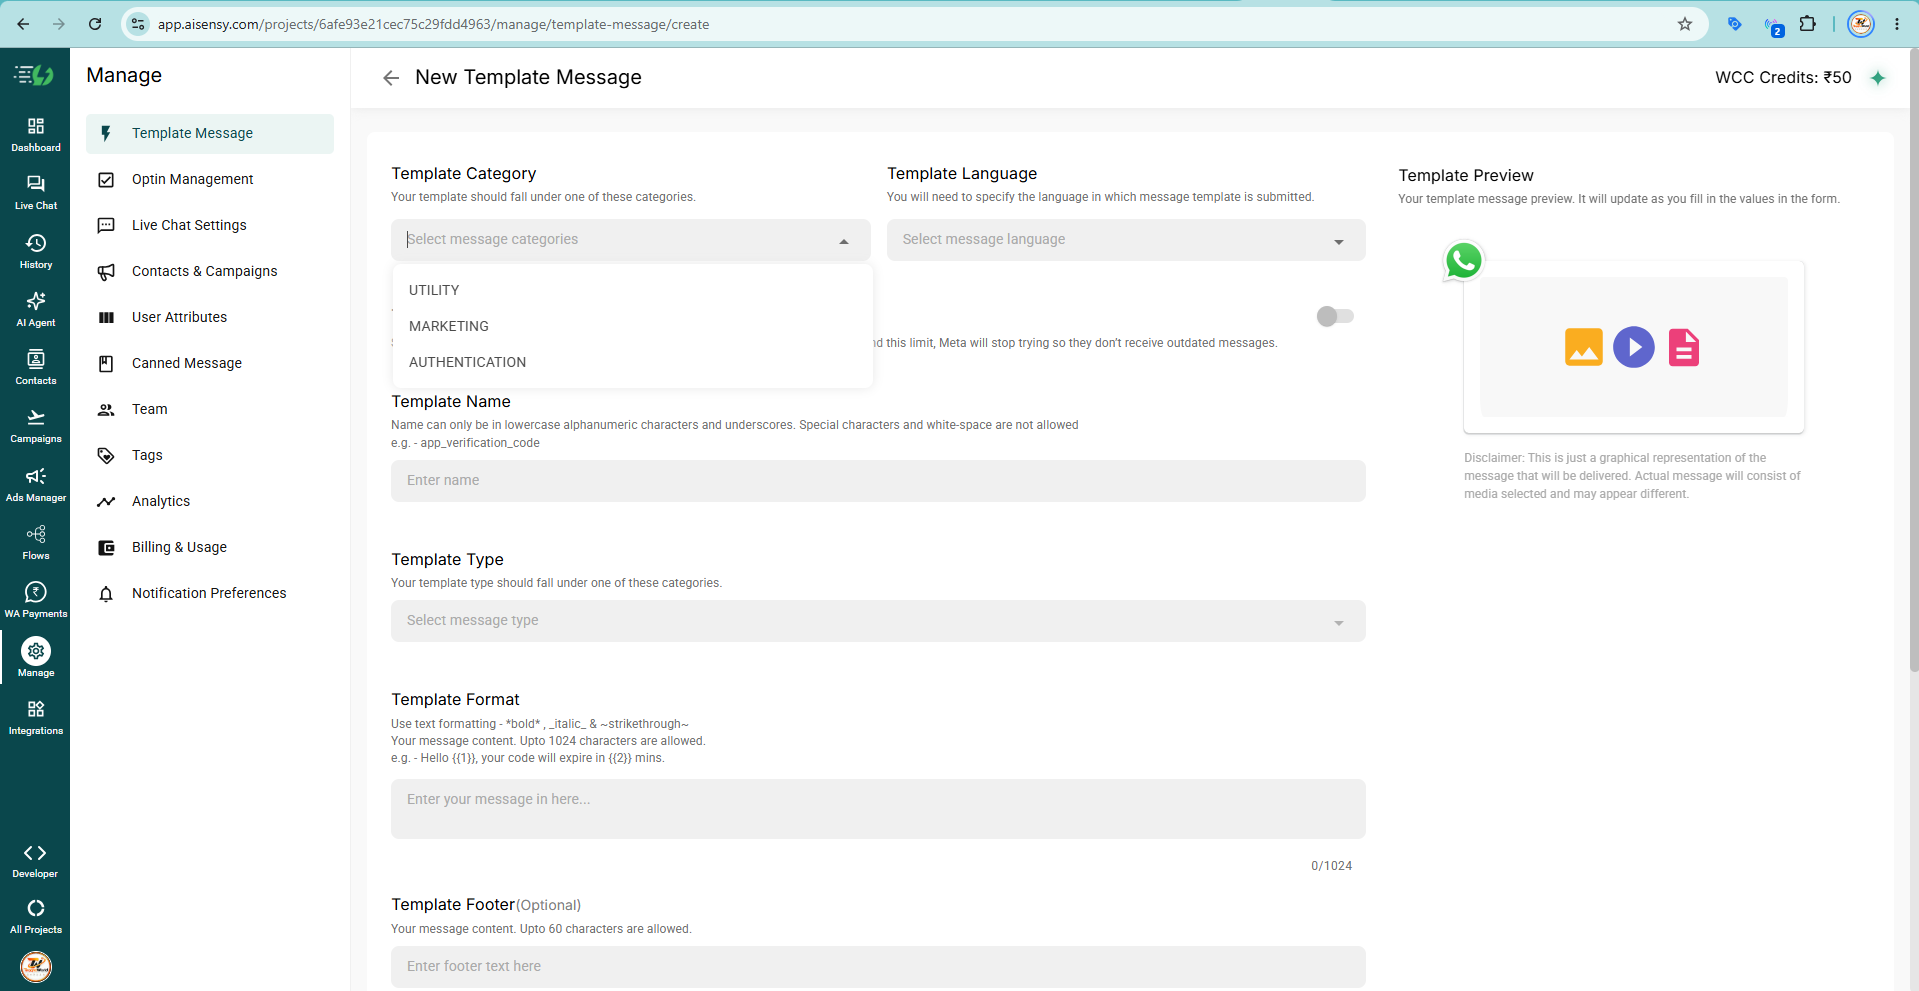 app.aisensy.com/projects/6afe93e21cec75c29fdd4963/manage/template-message/create
2
Manage
New Template Message
WCC Credits: ₹50
Dashboard
Live Chat
History
AI Agent
Contacts
Campaigns
Ads Manager
Flows
WA Payments
Manage
Integrations
Developer
All Projects
Template Message
Optin Management
Live Chat Settings
Contacts & Campaigns
User Attributes
Canned Message
Team
Tags
Analytics
Billing & Usage
Notification Preferences
Template Category
Your template should fall under one of these categories.
Select message categories
UTILITY
MARKETING
AUTHENTICATION
Template Language
You will need to specify the language in which message template is submitted.
Select message language
this limit, Meta will stop trying so they don't receive outdated messages.
Template Name
Name can only be in lowercase alphanumeric characters and underscores. Special characters and white-space are not allowed
e.g. - app_verification_code
Enter name
Template Type
Your template type should fall under one of these categories.
Select message type
Template Format
Use text formatting - *bold* , _italic_ & ~strikethrough~
Your message content. Upto 1024 characters are allowed.
e.g. - Hello {{1}}, your code will expire in {{2}} mins.
Enter your message in here...
0/1024
Template Footer(Optional)
Your message content. Upto 60 characters are allowed.
Enter footer text here
Template Preview
Your template message preview. It will update as you fill in the values in the form.
Disclaimer: This is just a graphical representation of the
message that will be delivered. Actual message will consist of
media selected and may appear different.